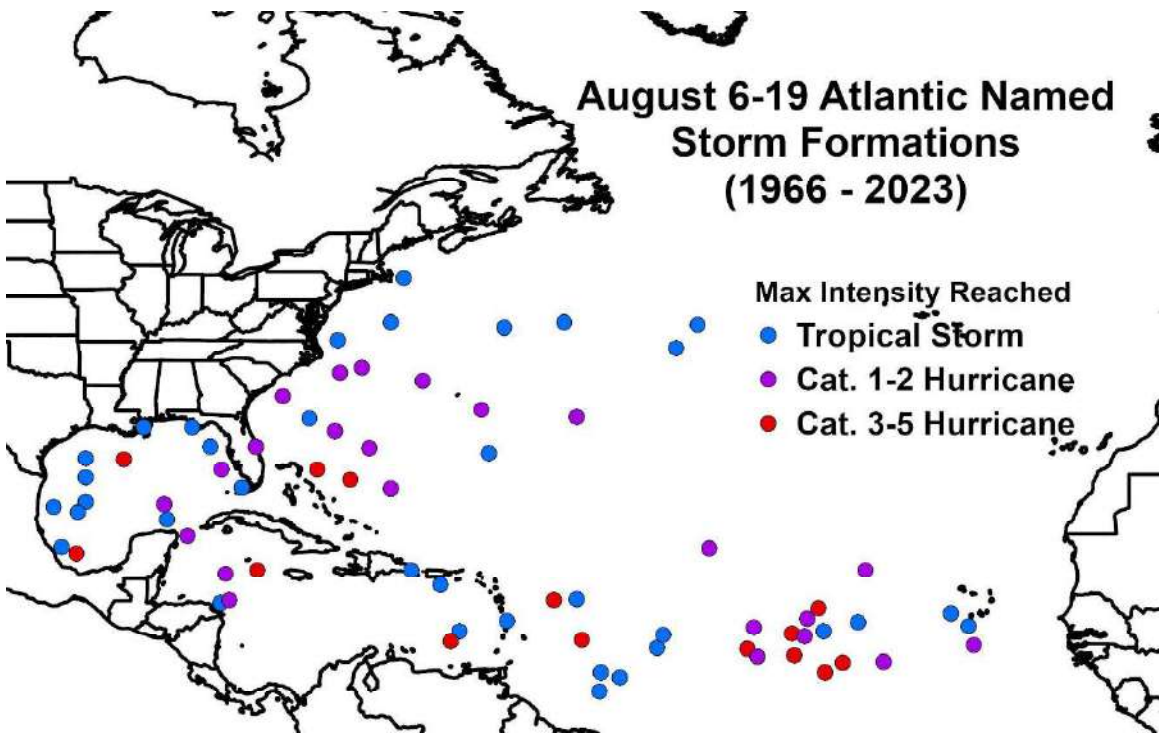 August 6-19 Atlantic Named
Storm Formations
(1966 - 2023)
Max Intensity Reached
Tropical Storm
Cat. 1-2 Hurricane
Cat. 3-5 Hurricane